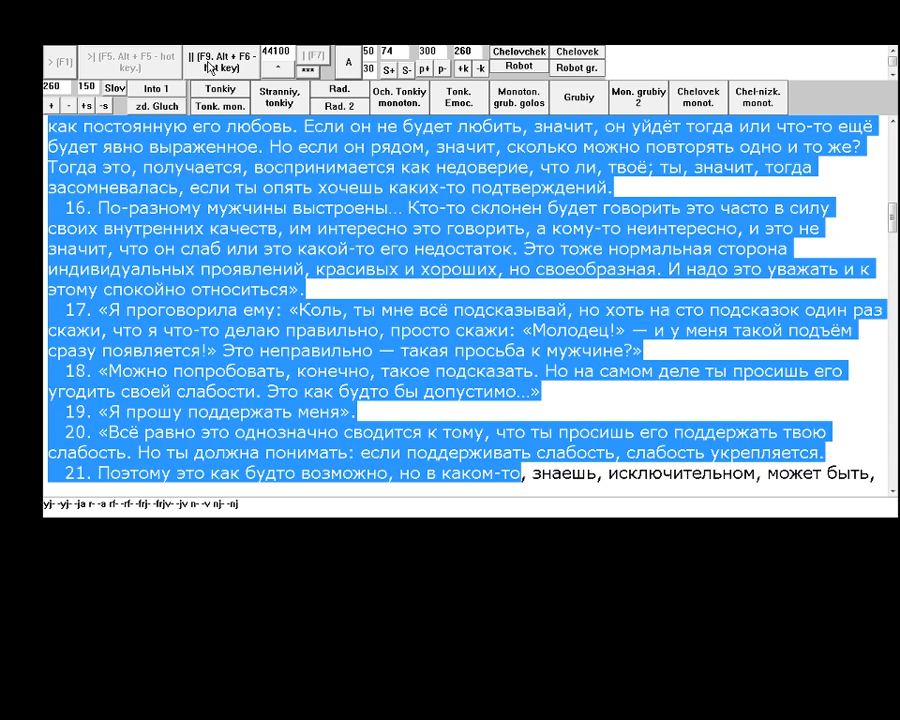 > (F1)
>| (F5. Alt + F5 - hot key.)
|| (F9. Alt + F6 - hot key)
44100
^
| (F7)
***
A
50 74 300 260
30 S+ S- p+ p- +k -k
Chelovchek Chelovek
Robot Robot gr.
260 150 Slov Into 1 Tonkiy Stranniy, tonkiy Rad. Och. Tonkiy monoton. Tonk. Emoc. Monoton. grub. golos Grubiy Mon. grubiy 2 Chelovek monot. Chel-nizk. monot.
+ - +s -s zd. Gluch Tonk. mon. Rad. 2
как постоянную его любовь. Если он не будет любить, значит, он уйдёт тогда или что-то ещё
будет явно выраженное. Но если он рядом, значит, сколько можно повторять одно и то же?
Тогда это, получается, воспринимается как недоверие, что ли, твоё; ты, значит, тогда
засомневалась, если ты опять хочешь каких-то подтверждений.
16. По-разному мужчины выстроены... Кто-то склонен будет говорить это часто в силу
своих внутренних качеств, им интересно это говорить, а кому-то неинтересно, и это не
значит, что он слаб или это какой-то его недостаток. Это тоже нормальная сторона
индивидуальных проявлений, красивых и хороших, но своеобразная. И надо это уважать и к
этому спокойно относиться».
17. «Я проговорила ему: «Коль, ты мне всё подсказывай, но хоть на сто подсказок один раз
скажи, что я что-то делаю правильно, просто скажи: «Молодец!» — и у меня такой подъём
сразу появляется!» Это неправильно — такая просьба к мужчине?»
18. «Можно попробовать, конечно, такое подсказать. Но на самом деле ты просишь его
угодить своей слабости. Это как будто бы допустимо...»
19. «Я прошу поддержать меня».
20. «Всё равно это однозначно сводится к тому, что ты просишь его поддержать твою
слабость. Но ты должна понимать: если поддерживать слабость, слабость укрепляется.
21. Поэтому это как будто возможно, но в каком-то, знаешь, исключительном, может быть,
yj- -yj- -ja r- -a rf- -rf- -frj- -frjv- -jv n- -v nj- -nj